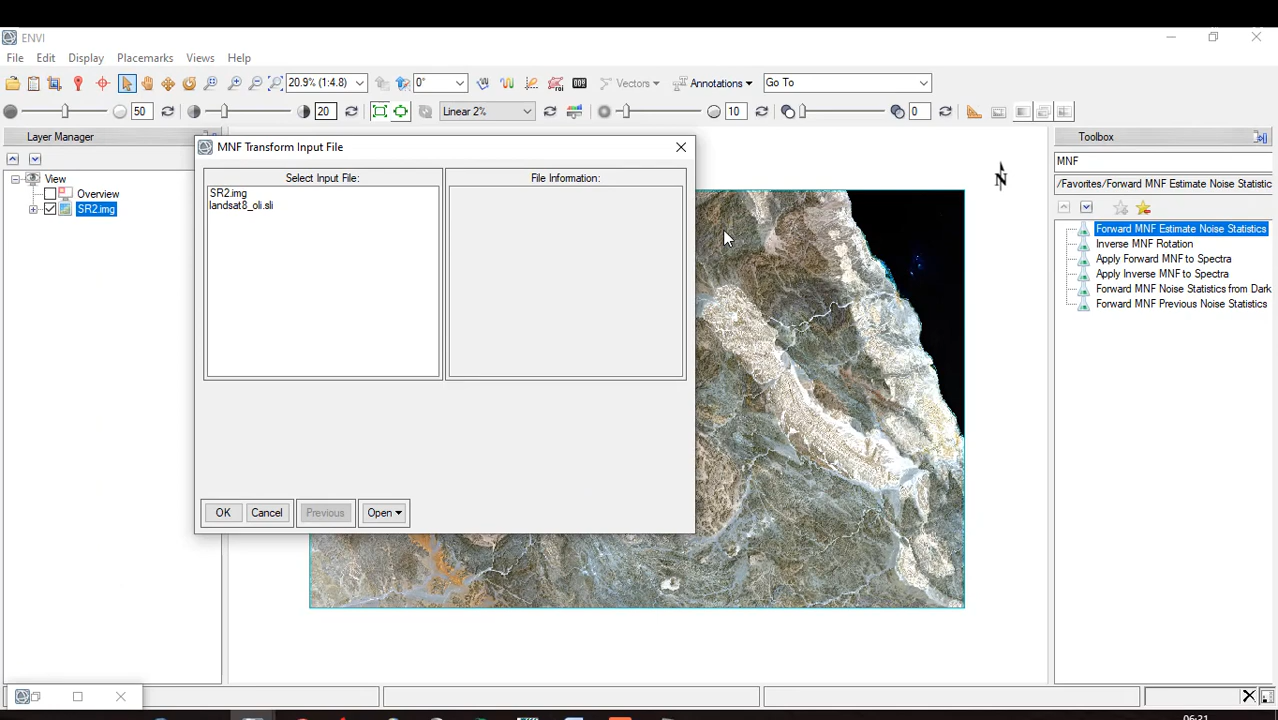 ENVI
File Edit Display Placemarks Views Help
20.9% (1:4.8) 0° Vectors Annotations Go To
50 20 Linear 2% 10 0
Layer Manager
View
Overview
SR2.img
MNF Transform Input File
Select Input File: File Information:
SR2.img
landsat8_oli.sli
OK Cancel Previous Open
N
Toolbox
MNF
/Favorites/Forward MNF Estimate Noise Statistic
Forward MNF Estimate Noise Statistics
Inverse MNF Rotation
Apply Forward MNF to Spectra
Apply Inverse MNF to Spectra
Forward MNF Noise Statistics from Dark
Forward MNF Previous Noise Statistics
06:21